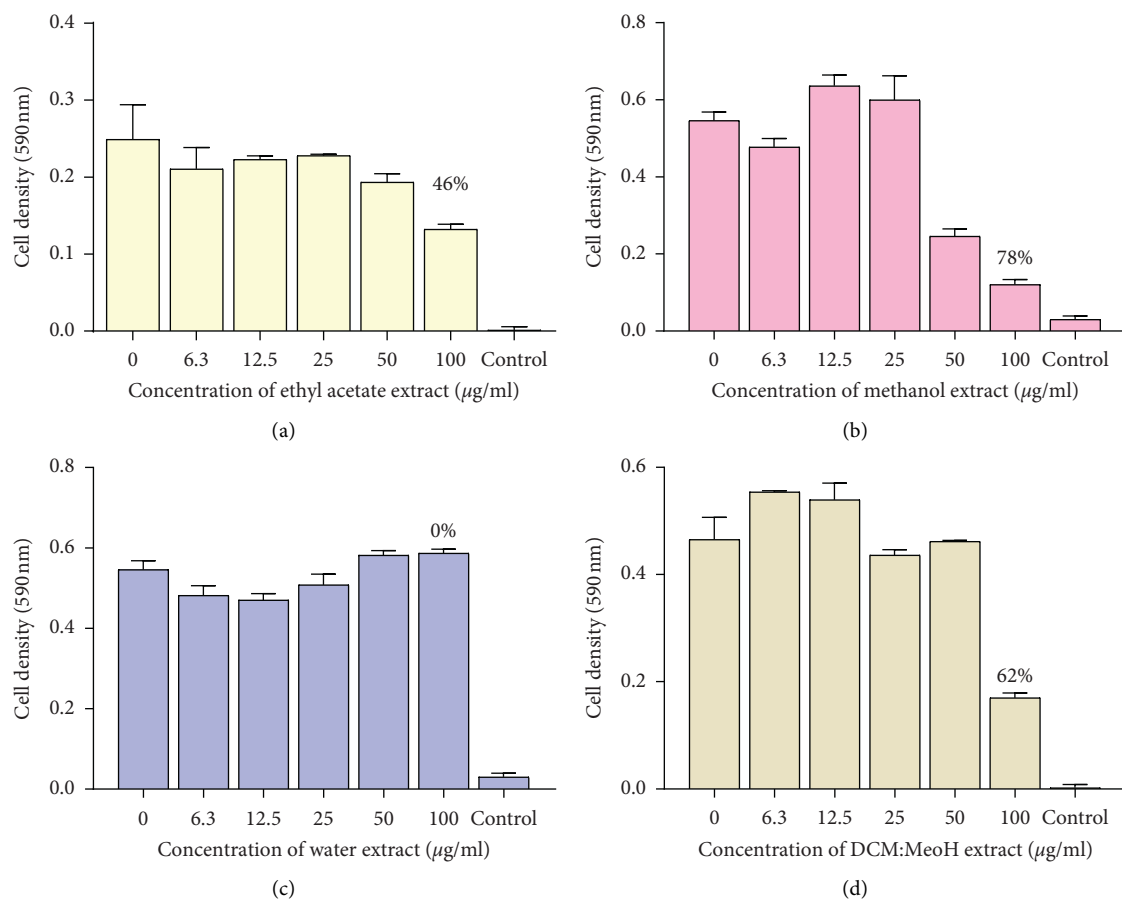 0.4
0.3
0.2
0.1
0.0
Cell density (590 nm)
46%
0 6.3 12.5 25 50 100 Control
Concentration of ethyl acetate extract (μg/ml)
(a)
0.8
0.6
0.4
0.2
0.0
Cell density (590 nm)
78%
0 6.3 12.5 25 50 100 Control
Concentration of methanol extract (μg/ml)
(b)
0.8
0.6
0.4
0.2
0.0
Cell density (590 nm)
0%
0 6.3 12.5 25 50 100 Control
Concentration of water extract (μg/ml)
(c)
0.6
0.4
0.2
0.0
Cell density (590 nm)
62%
0 6.3 12.5 25 50 100 Control
Concentration of DCM:MeoH extract (μg/ml)
(d)